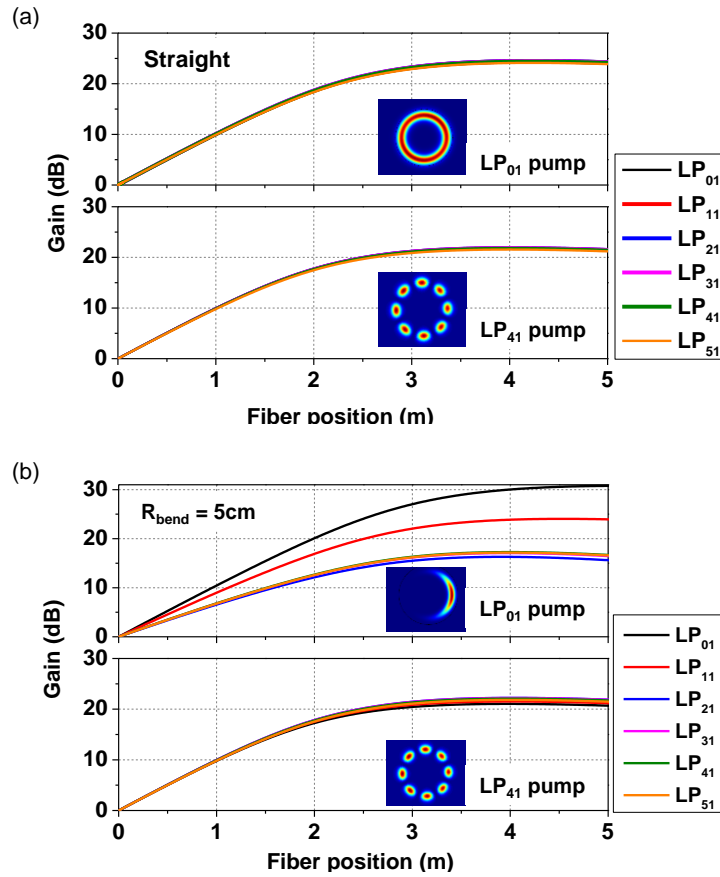 (a)
30
Straight
20
10
LP01 pump
0
30
20
10
LP41 pump
0
Gain (dB)
0 1 2 3 4 5
Fiber position (m)
LP01
LP11
LP21
LP31
LP41
LP51
(b)
30
Rbend = 5cm
20
10
LP01 pump
0
30
20
10
LP41 pump
0
Gain (dB)
0 1 2 3 4 5
Fiber position (m)
LP01
LP11
LP21
LP31
LP41
LP51